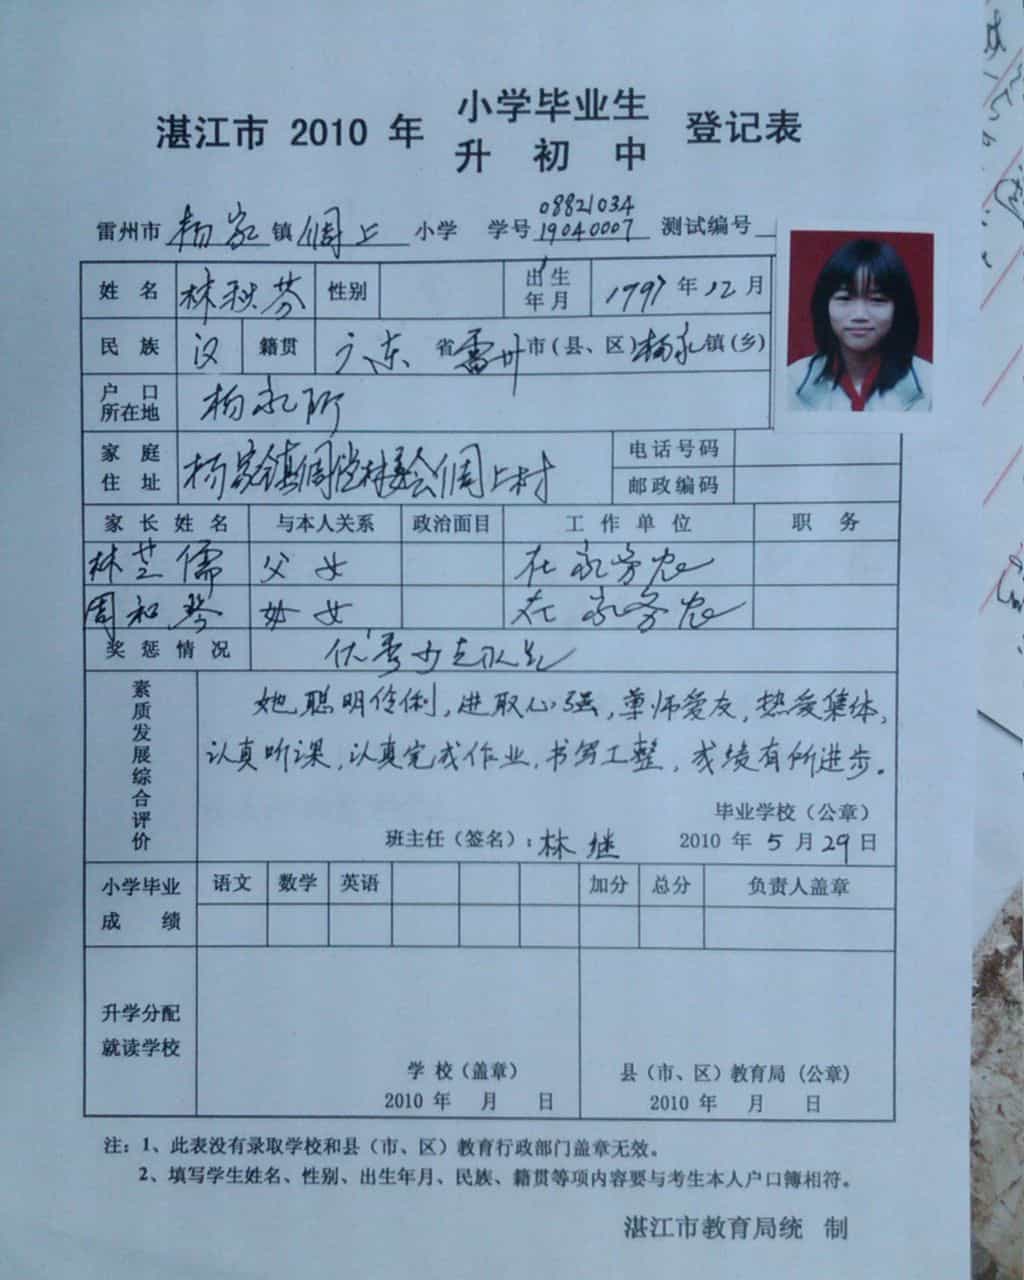 湛江市 2010 年 小学毕业生 登记表
升 初 中
08821034
雷州市 杨家 镇 周上 小学 学号 19040007 测试编号
姓 名 林秋芬 性别 出生年月 1997 年 12 月
民 族 汉 籍贯 广东 省 雷州 市(县、区) 杨家 镇(乡)
户 口 所在地 杨家所
家 庭 住 址 杨家镇周 村委会周上村 电话号码
邮政编码
家 长 姓 名 与本人关系 政治面目 工 作 单 位 职 务
林芝儒 父女 在家务农
周和琴 母女 在家务农
奖 惩 情 况 优秀少先队员
素质发展综合评价
她聪明伶俐,进取心强,尊师爱友,热爱集体,
认真听课,认真完成作业,书写工整,成绩有所进步。
毕业学校(公章)
班主任(签名): 林继 2010 年 5 月 29 日
小学毕业 成 绩 语文 数学 英语 加分 总分 负责人盖章
升学分配
就读学校
学 校(盖章) 县(市、区)教育局(公章)
2010 年 月 日 2010 年 月 日
注: 1、此表没有录取学校和县(市、区)教育行政部门盖章无效。
2、填写学生姓名、性别、出生年月、民族、籍贯等项内容要与考生本人户口簿相符。
湛江市教育局统 制